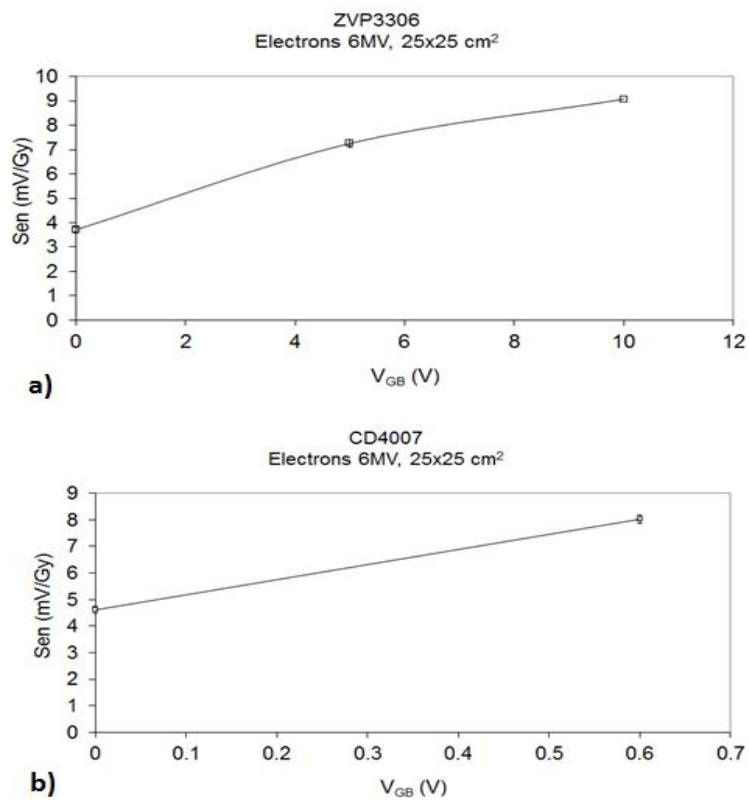 ZVP3306
Electrons 6MV, 25x25 cm²
10
9
8
7
6
5
4
3
2
1
0
Sen (mV/Gy)
0 2 4 6 8 10 12
V_GB (V)
a)
CD4007
Electrons 6MV, 25x25 cm²
9
8
7
6
5
4
3
2
1
0
Sen (mV/Gy)
0 0.1 0.2 0.3 0.4 0.5 0.6 0.7
V_GB (V)
b)